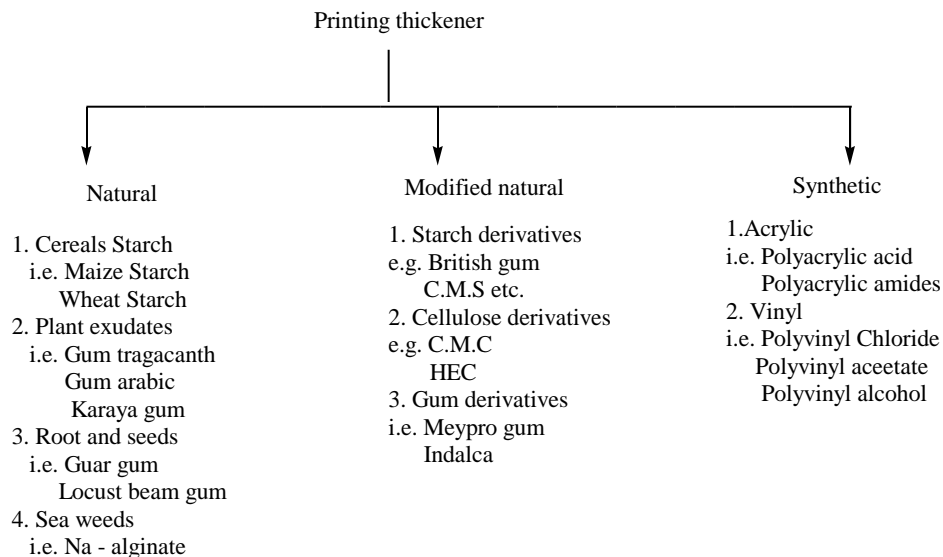 Printing thickener
Natural
1. Cereals Starch
i.e. Maize Starch
Wheat Starch
2. Plant exudates
i.e. Gum tragacanth
Gum arabic
Karaya gum
3. Root and seeds
i.e. Guar gum
Locust beam gum
4. Sea weeds
i.e. Na - alginate
Modified natural
1. Starch derivatives
e.g. British gum
C.M.S etc.
2. Cellulose derivatives
e.g. C.M.C
HEC
3. Gum derivatives
i.e. Meypro gum
Indalca
Synthetic
1.Acrylic
i.e. Polyacrylic acid
Polyacrylic amides
2. Vinyl
i.e. Polyvinyl Chloride
Polyvinyl aceetate
Polyvinyl alcohol